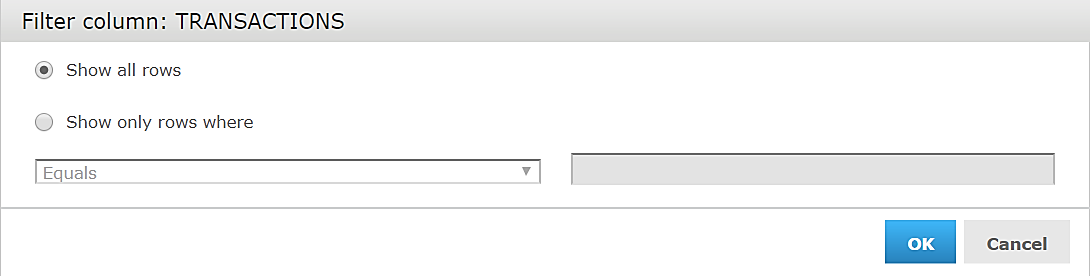 Filter column: TRANSACTIONS
Show all rows
Show only rows where
Equals
OK Cancel